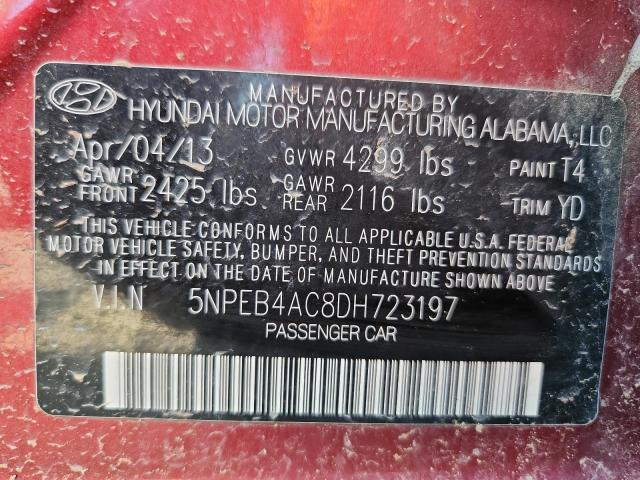 MANUFACTURED BY
HYUNDAI MOTOR MANUFACTURING ALABAMA, LLC
Apr/04/13 GVWR 4299 lbs PAINT T4
GAWR FRONT 2425 lbs GAWR REAR 2116 lbs TRIM YD
THIS VEHICLE CONFORMS TO ALL APPLICABLE U.S.A. FEDERAL
MOTOR VEHICLE SAFETY, BUMPER, AND THEFT PREVENTION STANDARDS
IN EFFECT ON THE DATE OF MANUFACTURE SHOWN ABOVE
V.I.N 5NPEB4AC8DH723197
PASSENGER CAR